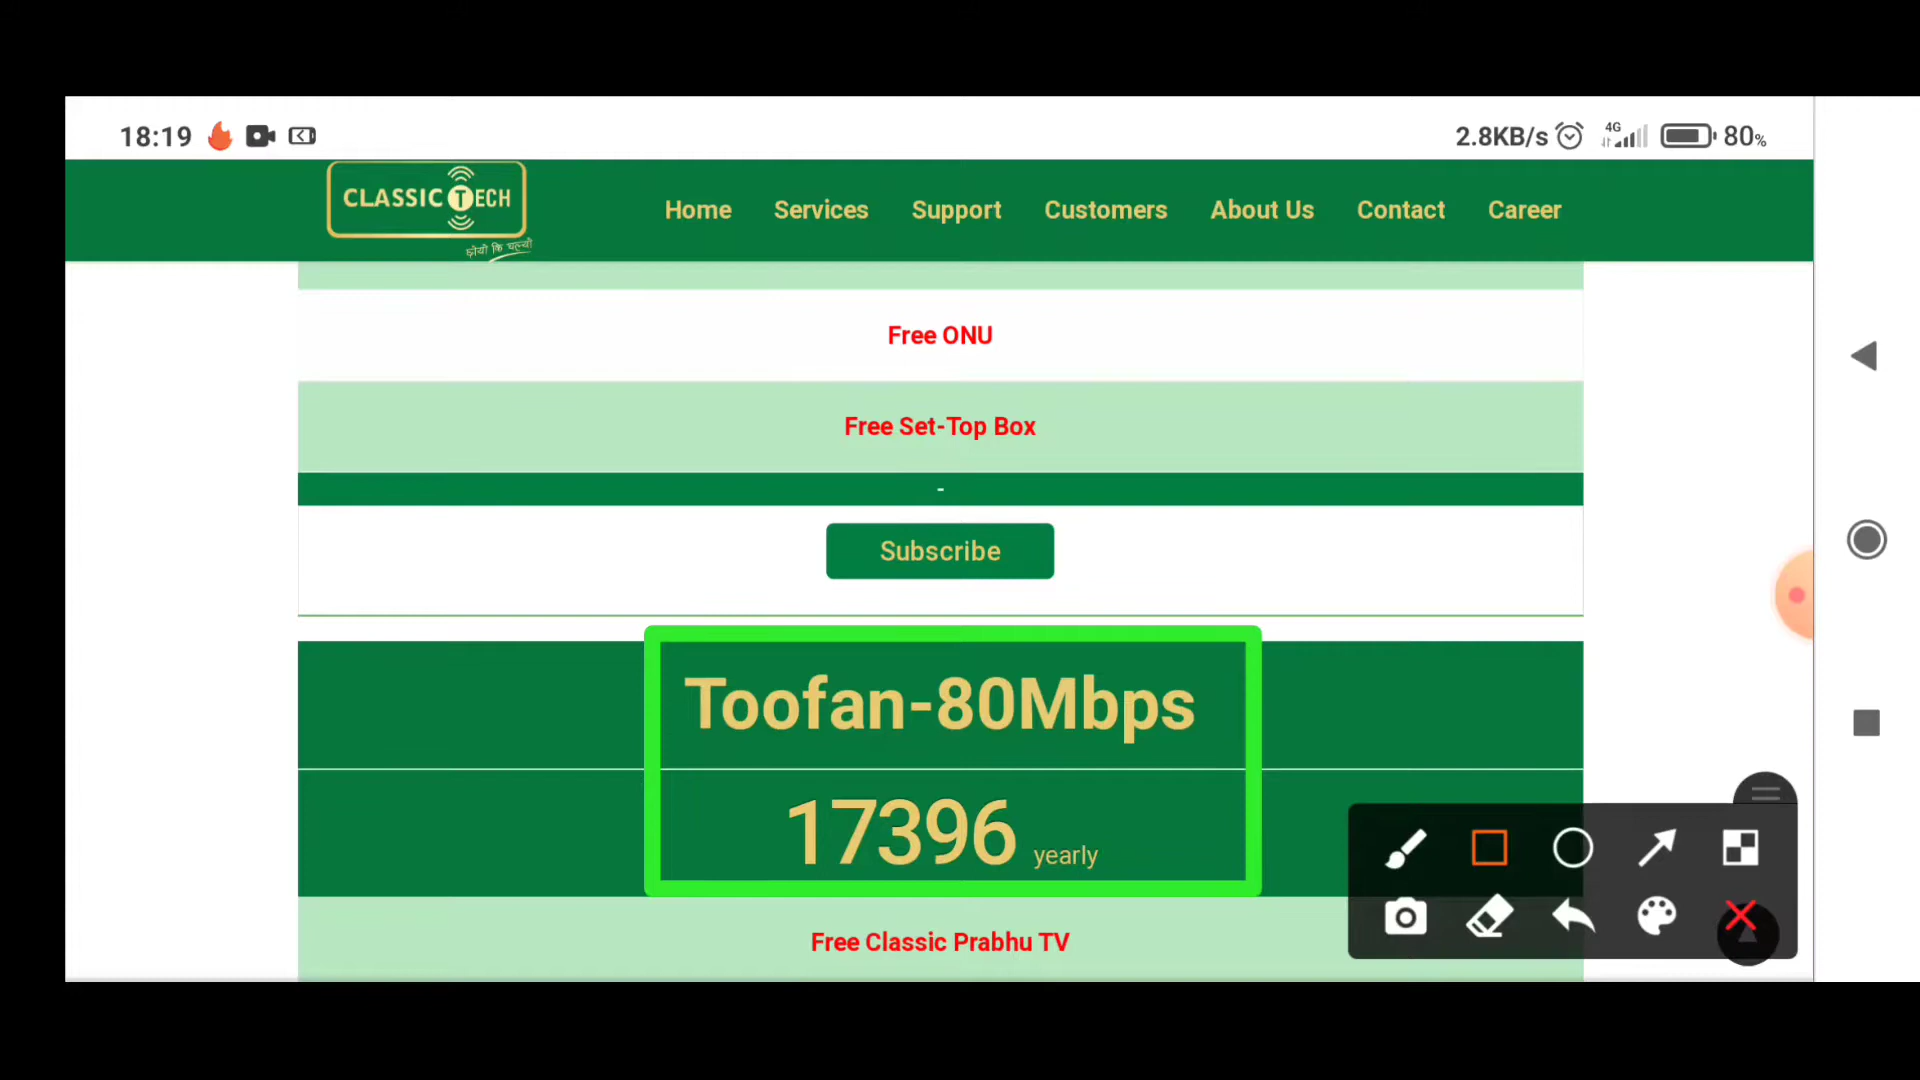 18:19
2.8KB/s 4G 80%
CLASSIC TECH
छोयो कि चल्यो
Home Services Support Customers About Us Contact Career
Free ONU
Free Set-Top Box
-
Subscribe
Toofan-80Mbps
17396 yearly
Free Classic Prabhu TV